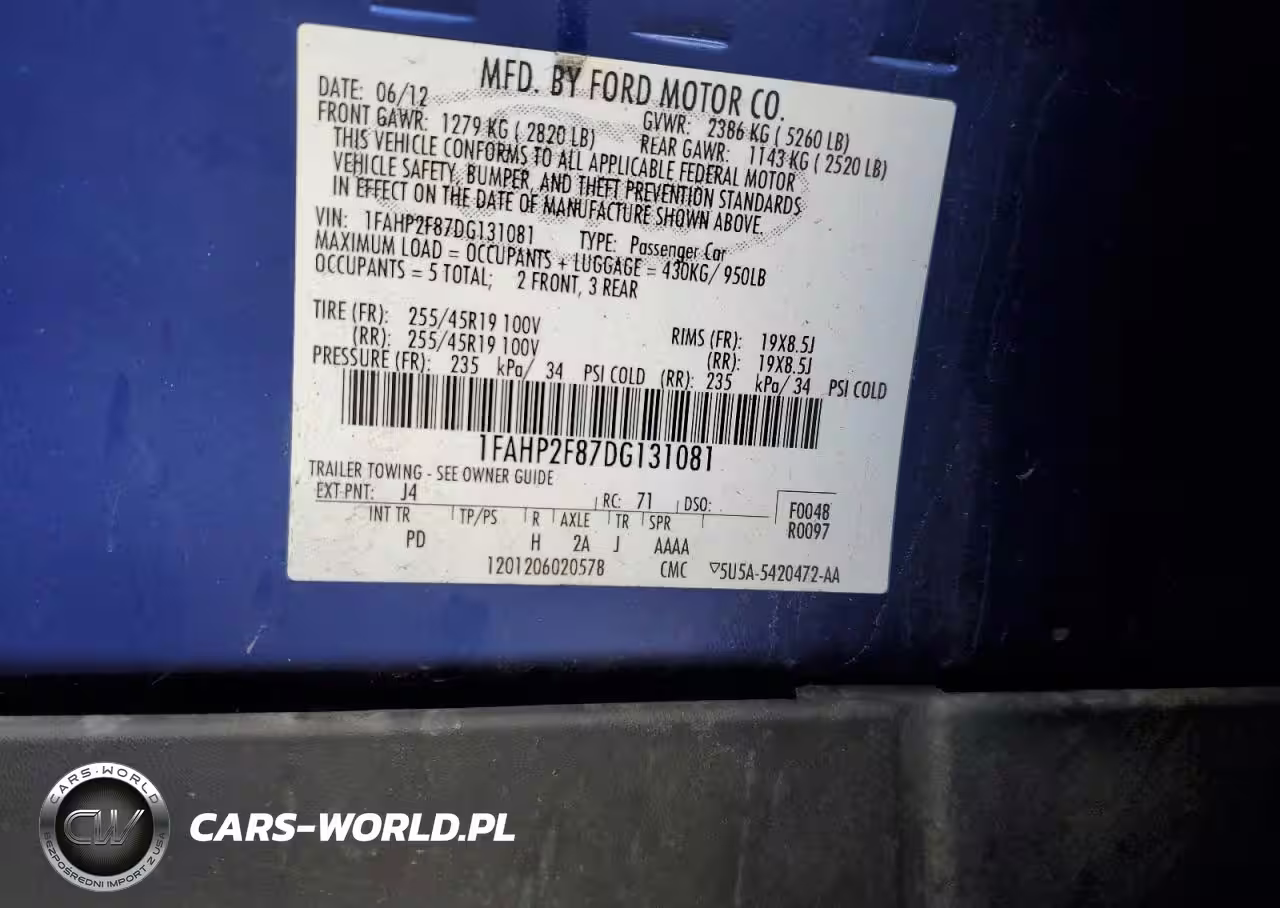 MFD. BY FORD MOTOR CO.
DATE: 06/12 GVWR: 2386 KG ( 5260 LB)
FRONT GAWR: 1279 KG ( 2820 LB) REAR GAWR: 1143 KG ( 2520 LB)
THIS VEHICLE CONFORMS TO ALL APPLICABLE FEDERAL MOTOR
VEHICLE SAFETY, BUMPER, AND THEFT PREVENTION STANDARDS
IN EFFECT ON THE DATE OF MANUFACTURE SHOWN ABOVE.
VIN: 1FAHP2F87DG131081 TYPE: Passenger Car
MAXIMUM LOAD = OCCUPANTS + LUGGAGE = 430KG/ 950LB
OCCUPANTS = 5 TOTAL; 2 FRONT, 3 REAR
TIRE (FR): 255/45R19 100V RIMS (FR): 19X8.5J
(RR): 255/45R19 100V (RR): 19X8.5J
PRESSURE (FR): 235 kPa/ 34 PSI COLD (RR): 235 kPa/ 34 PSI COLD
1FAHP2F87DG131081
TRAILER TOWING - SEE OWNER GUIDE
EXT PNT: J4 RC: 71 DSO: F0048
INT TR TP/PS R AXLE TR SPR R0097
PD H 2A J AAAA
1201206020578 CMC ▽5U5A-5420472-AA
CARS-WORLD
CW
BEZPOŚREDNI IMPORT Z USA
CARS-WORLD.PL